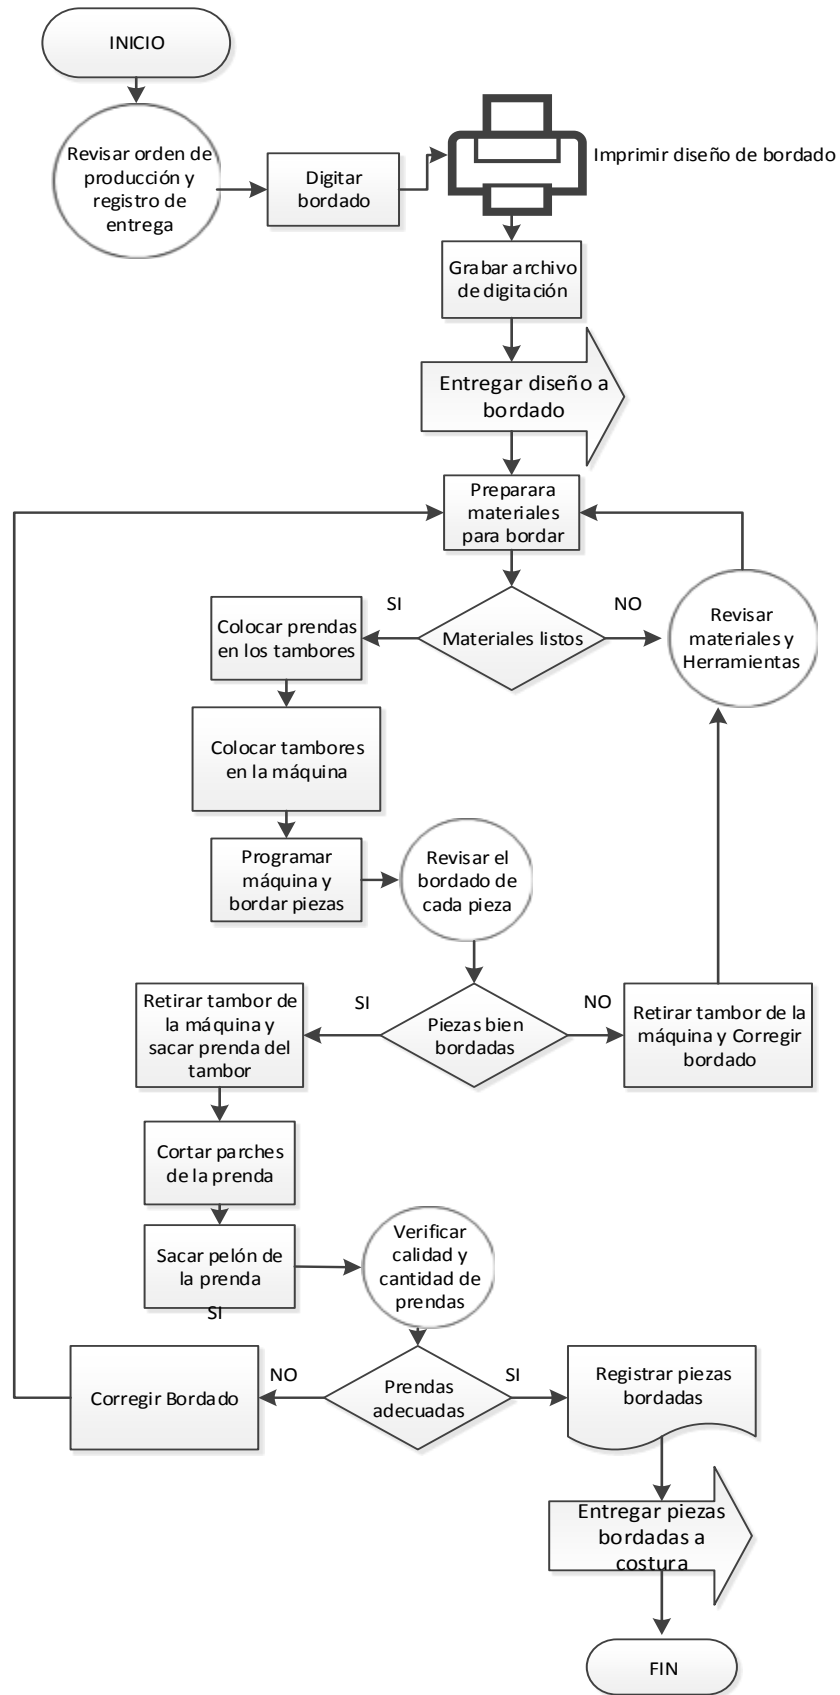 INICIO
Revisar orden de
producción y
registro de
entrega
Digitar
bordado
Imprimir diseño de bordado
Grabar archivo
de digitación
Entregar diseño a
bordado
Preparara
materiales
para bordar
SI
NO
Colocar prendas
en los tambores
Materiales listos
Revisar
materiales y
Herramientas
Colocar tambores
en la máquina
Programar
máquina y
bordar piezas
Revisar el
bordado de
cada pieza
SI
NO
Retirar tambor de
la máquina y
sacar prenda del
tambor
Piezas bien
bordadas
Retirar tambor de la
máquina y Corregir
bordado
Cortar parches
de la prenda
Sacar pelón de
la prenda
SI
Verificar
calidad y
cantidad de
prendas
NO
SI
Corregir Bordado
Prendas
adecuadas
Registrar piezas
bordadas
Entregar piezas
bordadas a
costura
FIN